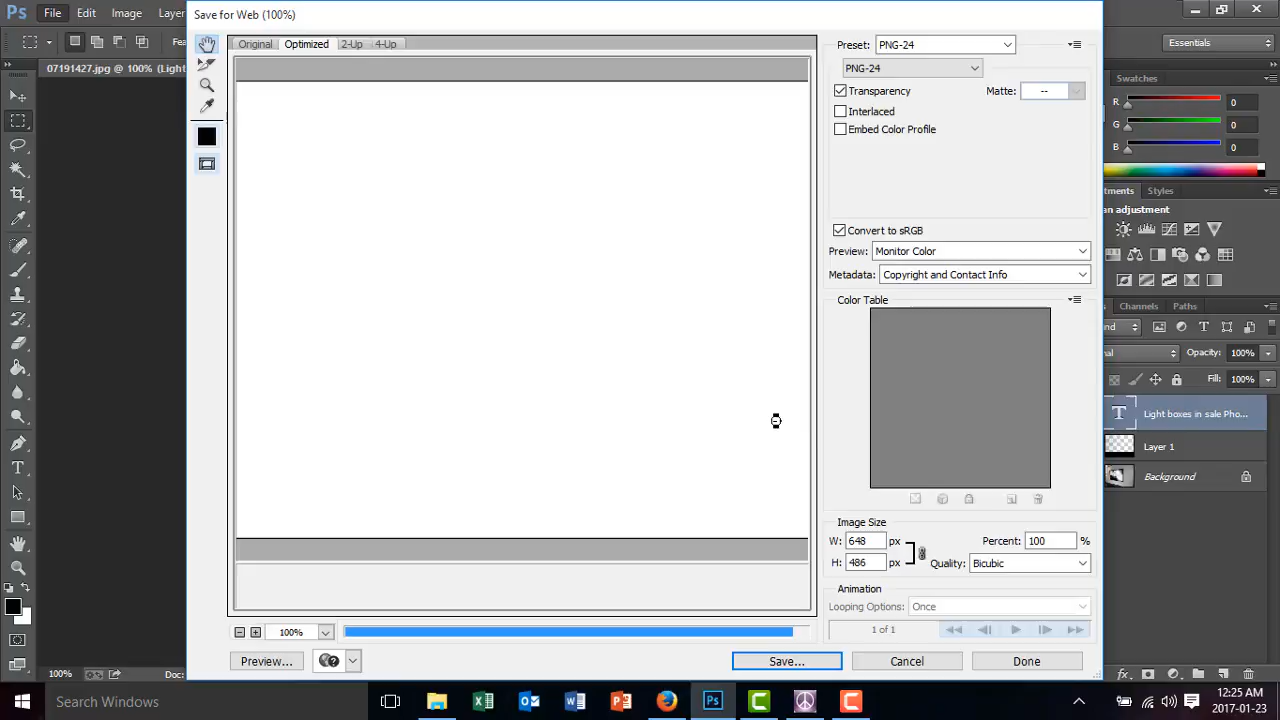 Ps File Edit Image Layer
Save for Web (100%)
Essentials
07191427.jpg @ 100% (Light
Original Optimized 2-Up 4-Up
Preset: PNG-24
PNG-24
Transparency Matte: --
Interlaced
Embed Color Profile
Convert to sRGB
Preview: Monitor Color
Metadata: Copyright and Contact Info
Color Table
Image Size
W: 648 px Percent: 100 %
H: 486 px Quality: Bicubic
Animation
Looping Options: Once
1 of 1
100%
Preview... Save... Cancel Done
Swatches
R 0
G 0
B 0
tments Styles
an adjustment
Channels Paths
nd
mal Opacity: 100%
Fill: 100%
T Light boxes in sale Pho...
Layer 1
Background
100% Doc:
fx
Search Windows
12:25 AM
2017-01-23